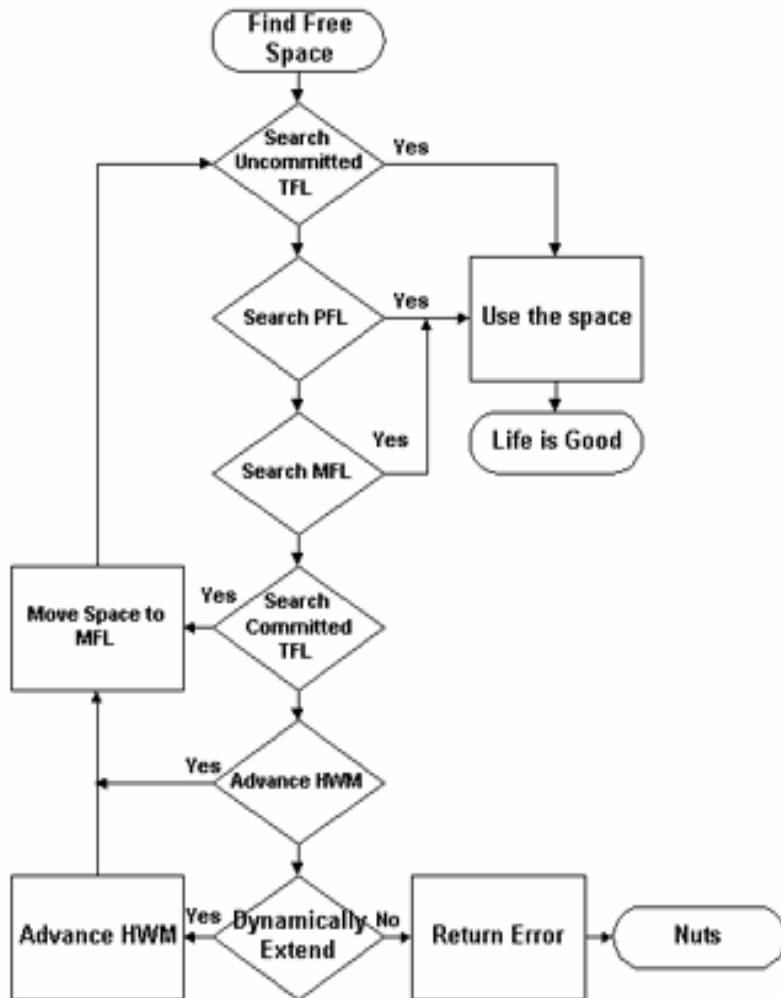 Find Free
Space
Search
Uncommitted
TFL
Yes
Search PFL
Yes
Use the space
Search MFL
Yes
Life is Good
Move Space to
MFL
Yes
Search
Committed
TFL
Yes
Advance HWM
Advance HWM
Yes
Dynamically
Extend
No
Return Error
Nuts